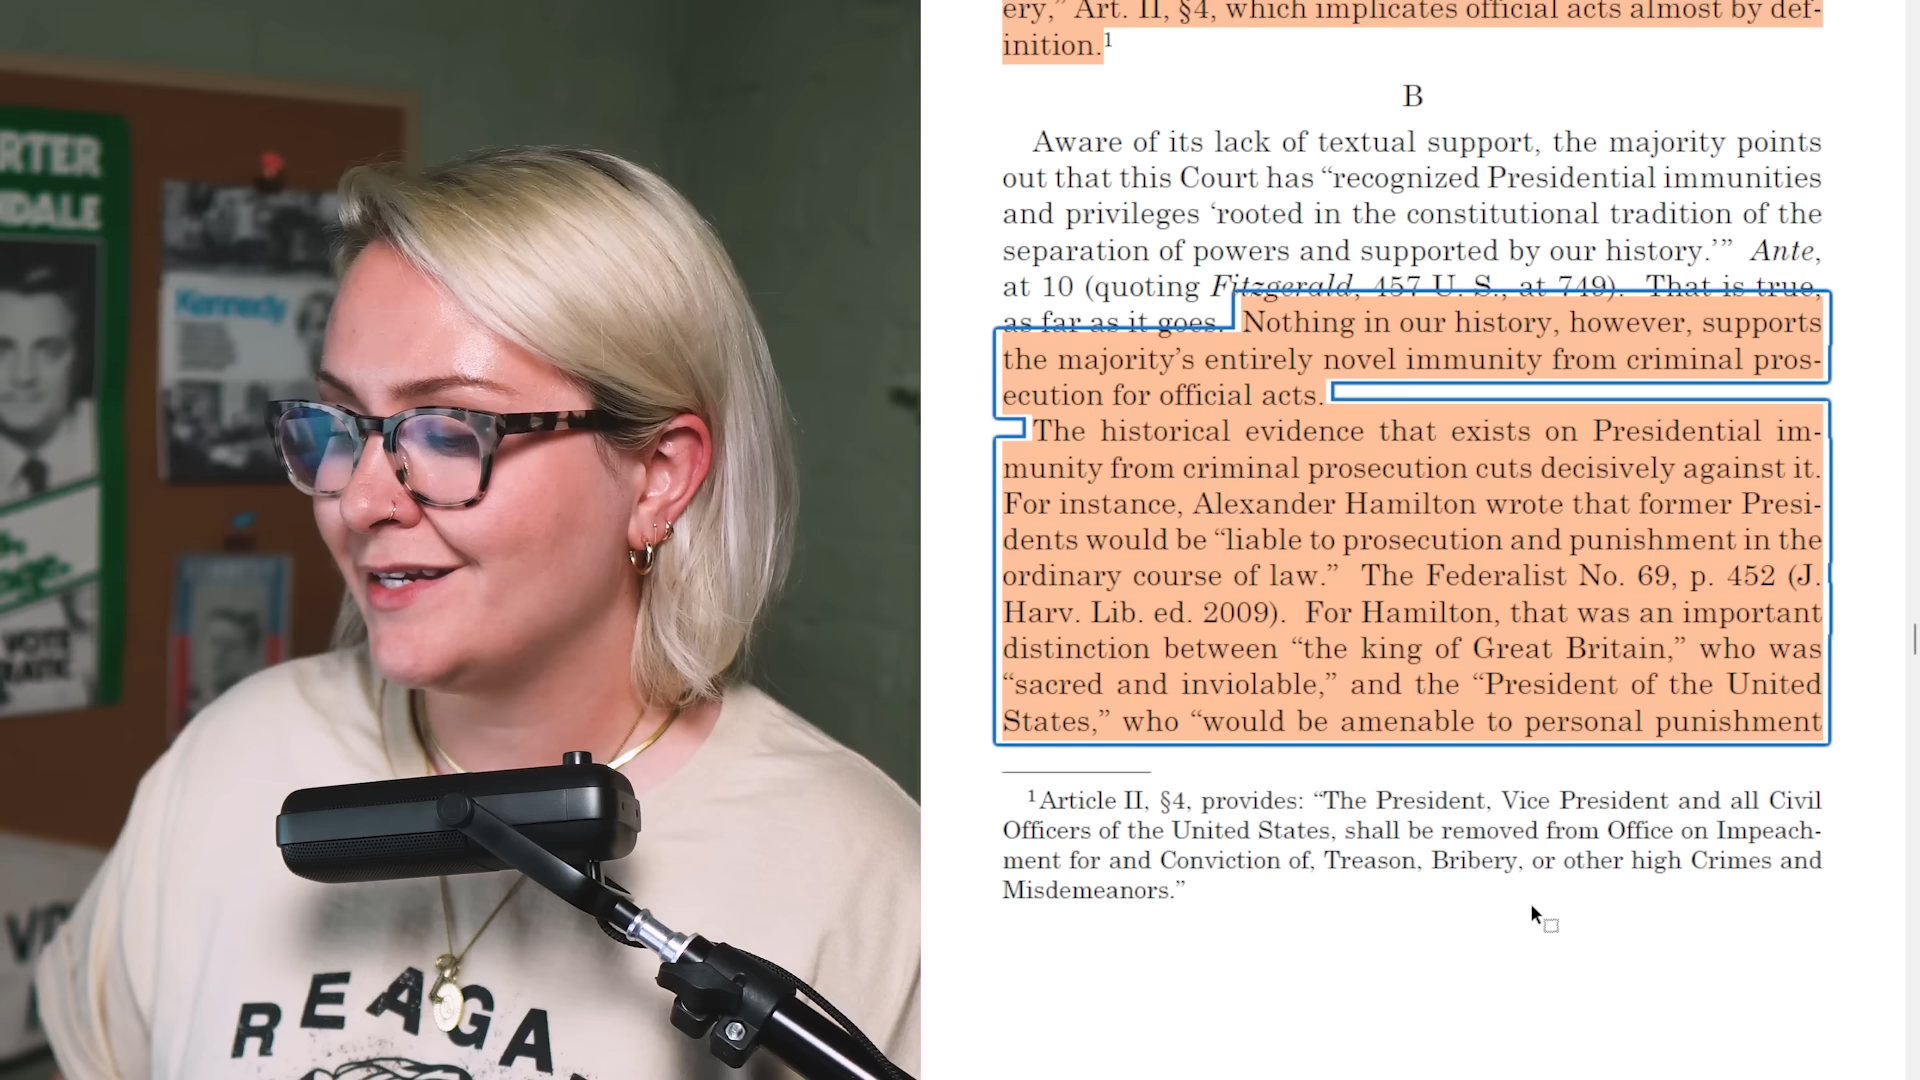 RTER
NDALE
Kennedy
VOTE
REAGA
ery,” Art. II, §4, which implicates official acts almost by def-
inition.1
B
Aware of its lack of textual support, the majority points
out that this Court has “recognized Presidential immunities
and privileges ‘rooted in the constitutional tradition of the
separation of powers and supported by our history.’” Ante,
at 10 (quoting Fitzgerald, 457 U. S., at 749). That is true,
as far as it goes. Nothing in our history, however, supports
the majority’s entirely novel immunity from criminal pros-
ecution for official acts.
The historical evidence that exists on Presidential im-
munity from criminal prosecution cuts decisively against it.
For instance, Alexander Hamilton wrote that former Presi-
dents would be “liable to prosecution and punishment in the
ordinary course of law.” The Federalist No. 69, p. 452 (J.
Harv. Lib. ed. 2009). For Hamilton, that was an important
distinction between “the king of Great Britain,” who was
“sacred and inviolable,” and the “President of the United
States,” who “would be amenable to personal punishment
1Article II, §4, provides: “The President, Vice President and all Civil
Officers of the United States, shall be removed from Office on Impeach-
ment for and Conviction of, Treason, Bribery, or other high Crimes and
Misdemeanors.”